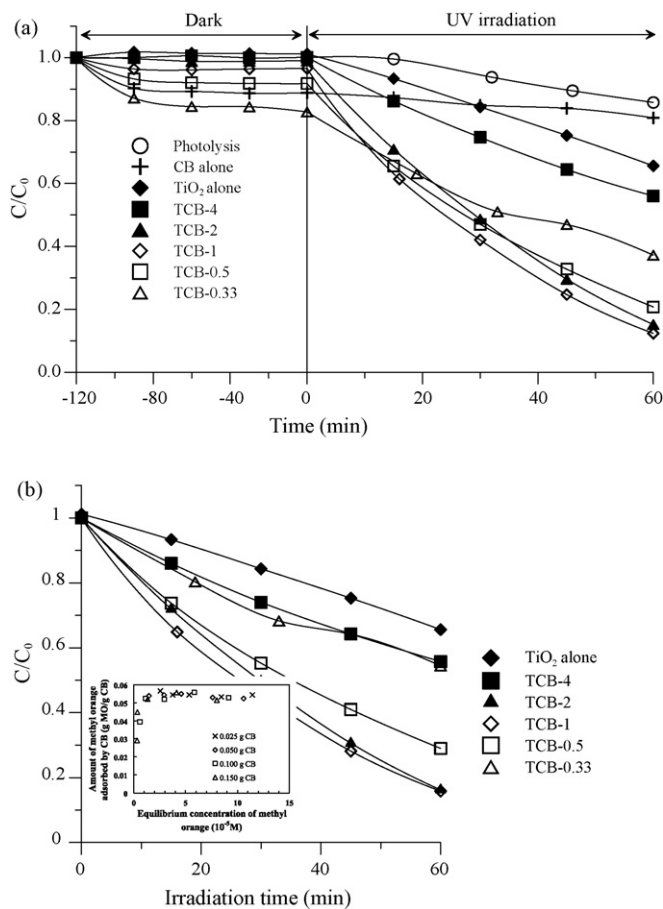 (a)
Dark
UV irradiation
1.0
0.8
0.6
0.4
0.2
0.0
C/C0
Photolysis
CB alone
TiO2 alone
TCB-4
TCB-2
TCB-1
TCB-0.5
TCB-0.33
-120
-80
-40
0
20
40
60
Time (min)
(b)
1
0.8
0.6
0.4
0.2
0
C/C0
TiO2 alone
TCB-4
TCB-2
TCB-1
TCB-0.5
TCB-0.33
Amount of methyl orange
adsorbed by CB (g MO/g CB)
0.06
0.05
0.04
0.03
0.02
0.01
0.00
0.025 g CB
0.050 g CB
0.100 g CB
0.150 g CB
0
5
10
15
Equilibrium concentration of methyl
orange (10-5M)
0
20
40
60
Irradiation time (min)